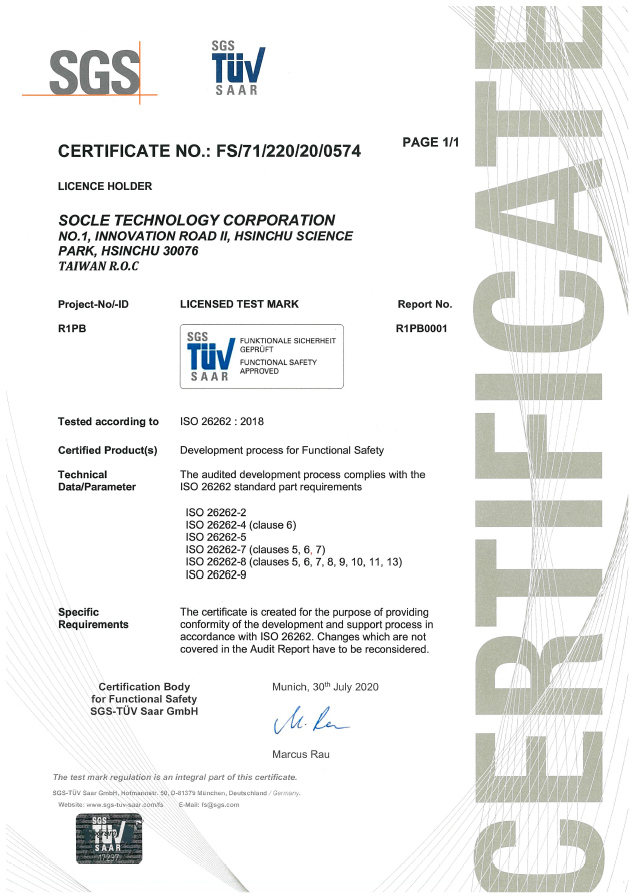 SGS
SGS
TÜV
SAAR
CERTIFICATE NO.: FS/71/220/20/0574
PAGE 1/1
LICENCE HOLDER
SOCLE TECHNOLOGY CORPORATION
NO.1, INNOVATION ROAD II, HSINCHU SCIENCE
PARK, HSINCHU 30076
TAIWAN R.O.C
Project-No/-ID LICENSED TEST MARK Report No.
R1PB R1PB0001
SGS
TÜV
SAAR
FUNKTIONALE SICHERHEIT
GEPRÜFT
FUNCTIONAL SAFETY
APPROVED
Tested according to ISO 26262 : 2018
Certified Product(s) Development process for Functional Safety
Technical The audited development process complies with the
Data/Parameter ISO 26262 standard part requirements
ISO 26262-2
ISO 26262-4 (clause 6)
ISO 26262-5
ISO 26262-7 (clauses 5, 6, 7)
ISO 26262-8 (clauses 5, 6, 7, 8, 9, 10, 11, 13)
ISO 26262-9
Specific The certificate is created for the purpose of providing
Requirements conformity of the development and support process in
accordance with ISO 26262. Changes which are not
covered in the Audit Report have to be reconsidered.
Certification Body Munich, 30th July 2020
for Functional Safety
SGS-TÜV Saar GmbH
Marcus Rau
The test mark regulation is an integral part of this certificate.
SGS-TÜV Saar GmbH, Hofmannstr. 50, D-81379 München, Deutschland / Germany.
Website: www.sgs-tuv-saar.com/fs E-Mail: fs@sgs.com
SGS
TÜV
SAAR
CERTIFICATE